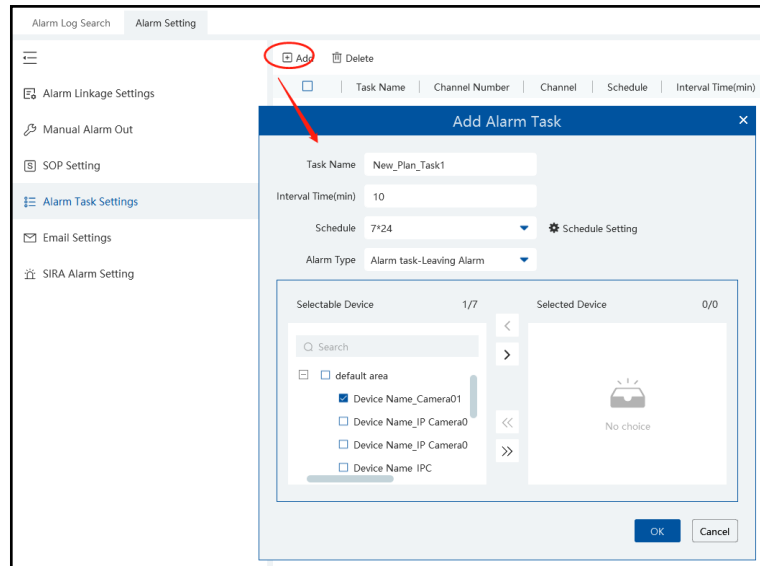 Alarm Log Search Alarm Setting
Add Delete
Task Name Channel Number Channel Schedule Interval Time(min)
Alarm Linkage Settings
Manual Alarm Out
SOP Setting
Alarm Task Settings
Email Settings
SIRA Alarm Setting
Add Alarm Task
Task Name New_Plan_Task1
Interval Time(min) 10
Schedule 7*24 Schedule Setting
Alarm Type Alarm task-Leaving Alarm
Selectable Device 1/7 Selected Device 0/0
Search
default area
Device Name_Camera01
Device Name_IP Camera0
Device Name_IP Camera0
Device Name IPC
No choice
OK Cancel